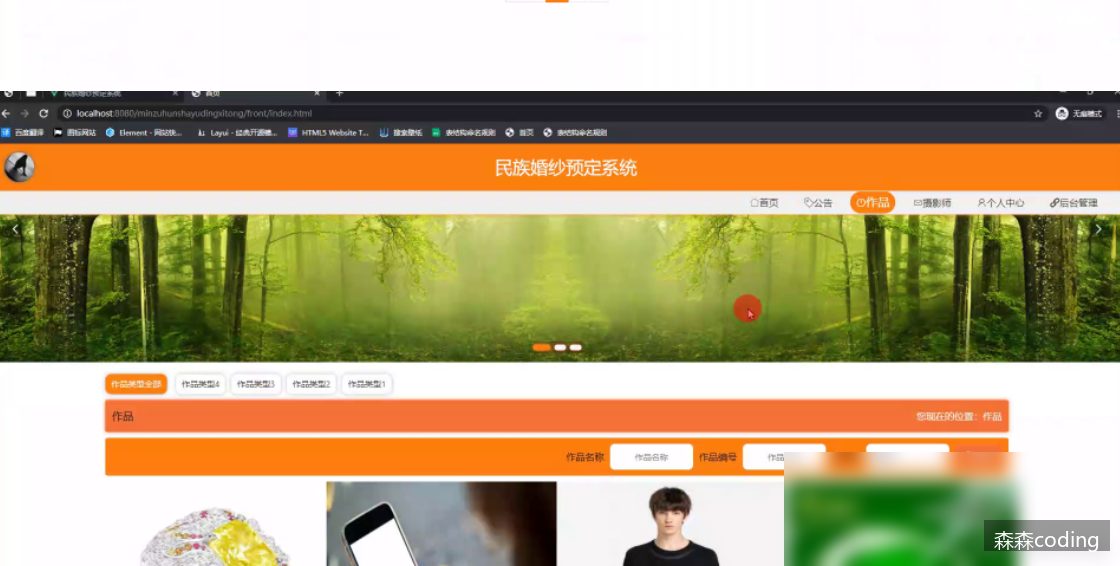 民族婚纱预定系统 首页
localhost:8080/minzuhunshayudingxitong/front/index.html 无痕模式
百度翻译 图标网站 Element - 网站快... Layui - 经典开源模... HTML5 Website T... 搜索壁纸 表结构命名规则 首页 表结构命名规则
民族婚纱预定系统
首页 公告 作品 摄影师 个人中心 后台管理
作品类型全部 作品类型4 作品类型3 作品类型2 作品类型1
作品 您现在的位置: 作品
作品名称 作品名称 作品编号
森森coding